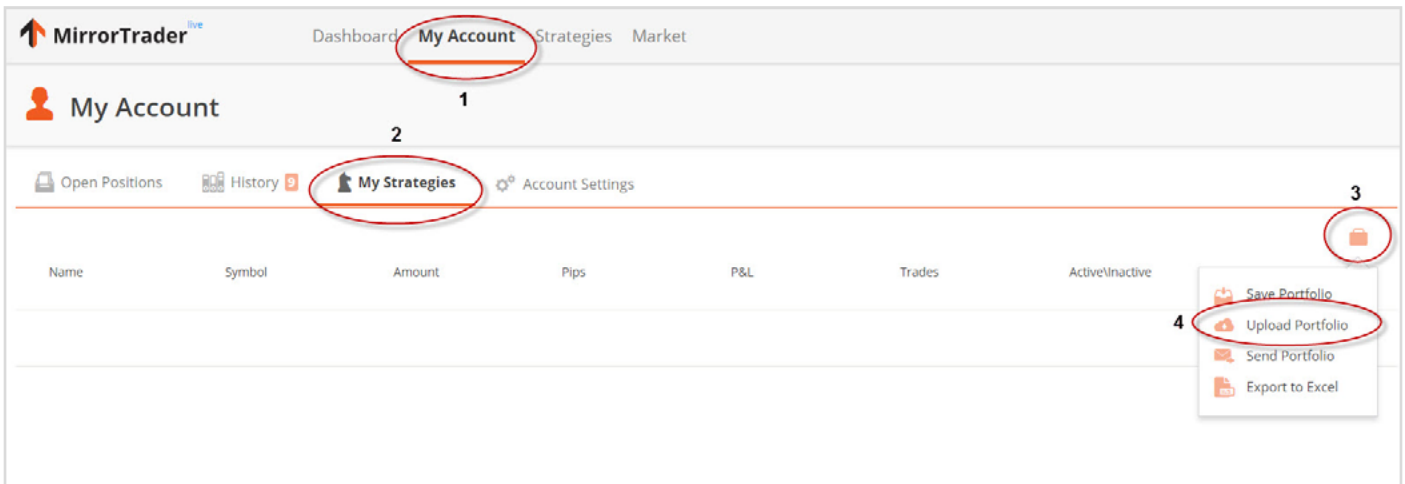 MirrorTrader live
Dashboard My Account Strategies Market
1
My Account
2
Open Positions History 9 My Strategies Account Settings
3
Name Symbol Amount Pips P&L Trades Active\Inactive
Save Portfolio
4 Upload Portfolio
Send Portfolio
Export to Excel